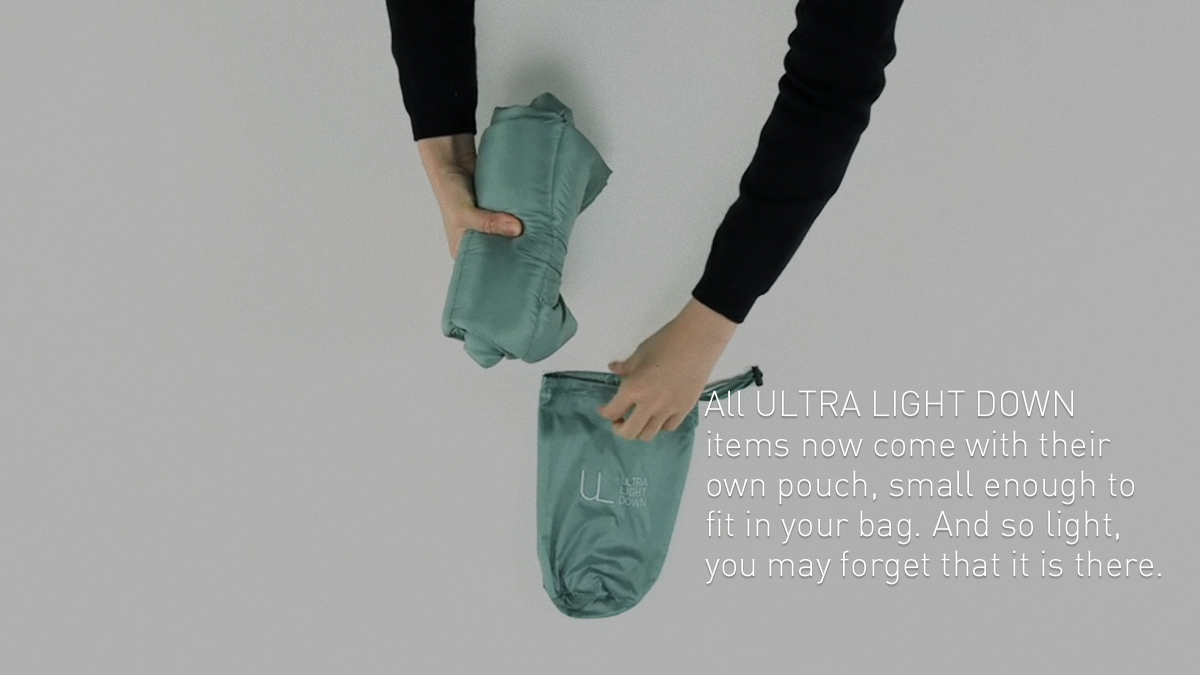 All ULTRA LIGHT DOWN
items now come with their
own pouch, small enough to
fit in your bag. And so light,
you may forget that it is there.
UL
ULTRA
LIGHT
DOWN